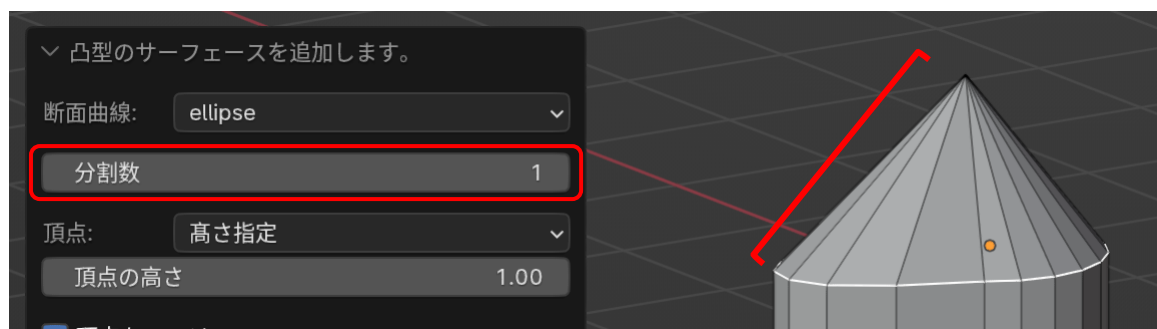 凸型のサーフェースを追加します。
断面曲線: ellipse
分割数 1
頂点: 髙さ指定
頂点の高さ 1.00